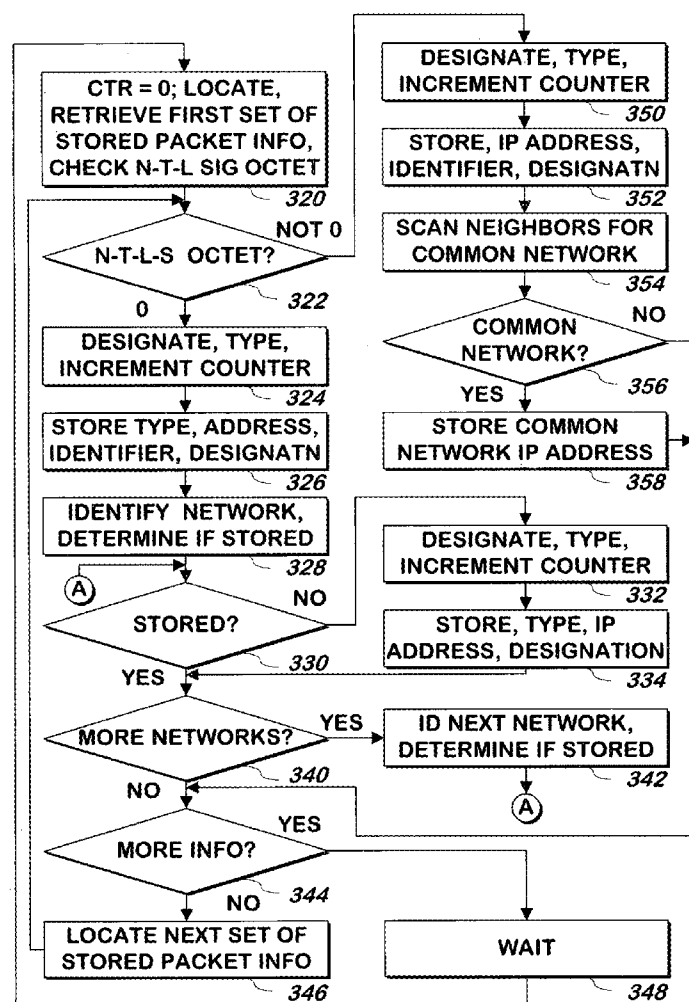 CTR = 0; LOCATE,
RETRIEVE FIRST SET OF
STORED PACKET INFO,
CHECK N-T-L SIG OCTET
320
N-T-L-S OCTET?
NOT 0
322
0
DESIGNATE, TYPE,
INCREMENT COUNTER
324
STORE TYPE, ADDRESS,
IDENTIFIER, DESIGNATN
326
IDENTIFY NETWORK,
DETERMINE IF STORED
328
A
STORED?
NO
330
YES
MORE NETWORKS?
YES
340
NO
MORE INFO?
YES
344
NO
LOCATE NEXT SET OF
STORED PACKET INFO
346
DESIGNATE, TYPE,
INCREMENT COUNTER
350
STORE, IP ADDRESS,
IDENTIFIER, DESIGNATN
352
SCAN NEIGHBORS FOR
COMMON NETWORK
354
COMMON
NETWORK?
NO
356
YES
STORE COMMON
NETWORK IP ADDRESS
358
DESIGNATE, TYPE,
INCREMENT COUNTER
332
STORE, TYPE, IP
ADDRESS, DESIGNATION
334
ID NEXT NETWORK,
DETERMINE IF STORED
342
A
WAIT
348